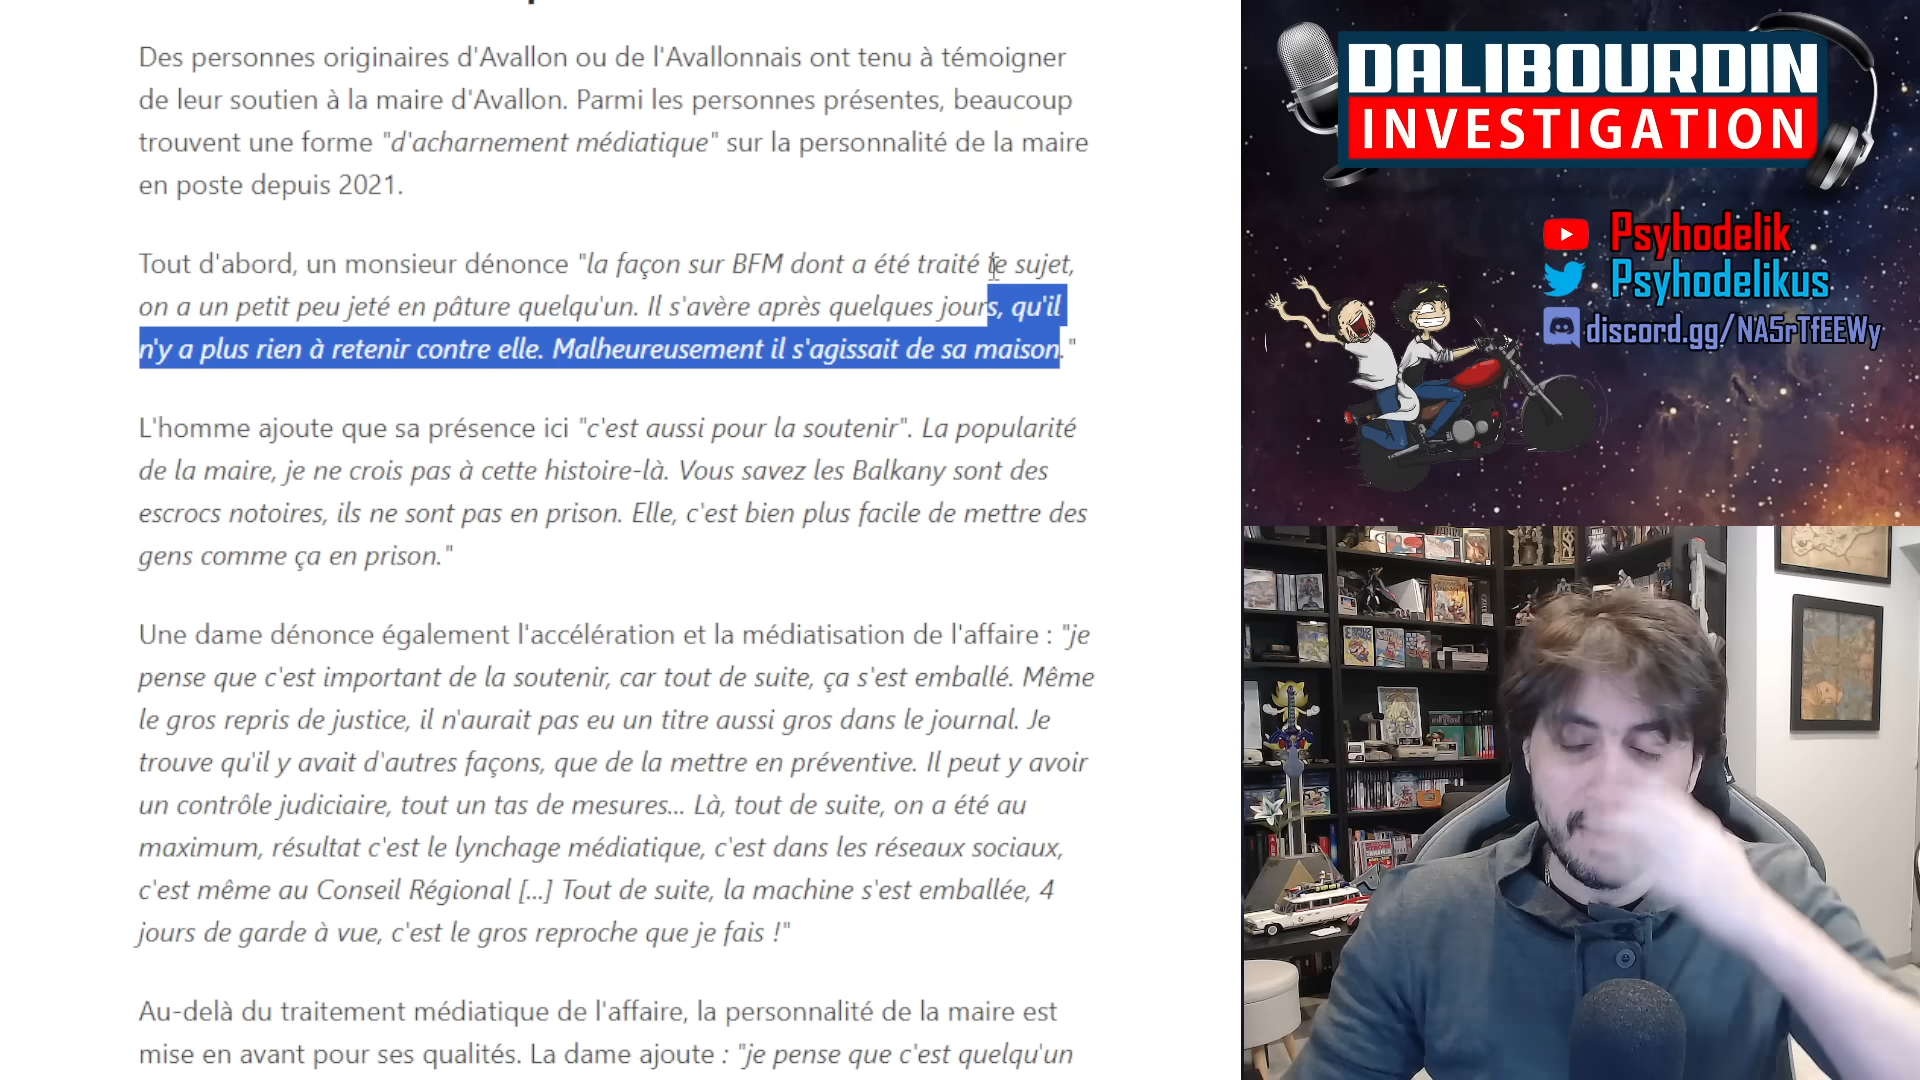 Des personnes originaires d'Avallon ou de l'Avallonnais ont tenu à témoigner
de leur soutien à la maire d'Avallon. Parmi les personnes présentes, beaucoup
trouvent une forme "d'acharnement médiatique" sur la personnalité de la maire
en poste depuis 2021.
Tout d'abord, un monsieur dénonce "la façon sur BFM dont a été traité le sujet,
on a un petit peu jeté en pâture quelqu'un. Il s'avère après quelques jours, qu'il
n'y a plus rien à retenir contre elle. Malheureusement il s'agissait de sa maison."
L'homme ajoute que sa présence ici "c'est aussi pour la soutenir". La popularité
de la maire, je ne crois pas à cette histoire-là. Vous savez les Balkany sont des
escrocs notoires, ils ne sont pas en prison. Elle, c'est bien plus facile de mettre des
gens comme ça en prison."
Une dame dénonce également l'accélération et la médiatisation de l'affaire : "je
pense que c'est important de la soutenir, car tout de suite, ça s'est emballé. Même
le gros repris de justice, il n'aurait pas eu un titre aussi gros dans le journal. Je
trouve qu'il y avait d'autres façons, que de la mettre en préventive. Il peut y avoir
un contrôle judiciaire, tout un tas de mesures... Là, tout de suite, on a été au
maximum, résultat c'est le lynchage médiatique, c'est dans les réseaux sociaux,
c'est même au Conseil Régional [...] Tout de suite, la machine s'est emballée, 4
jours de garde à vue, c'est le gros reproche que je fais !"
Au-delà du traitement médiatique de l'affaire, la personnalité de la maire est
mise en avant pour ses qualités. La dame ajoute : "je pense que c'est quelqu'un
DALIBOURDIN
INVESTIGATION
Psyhodelik
Psyhodelikus
discord.gg/NA5rTfEEWy